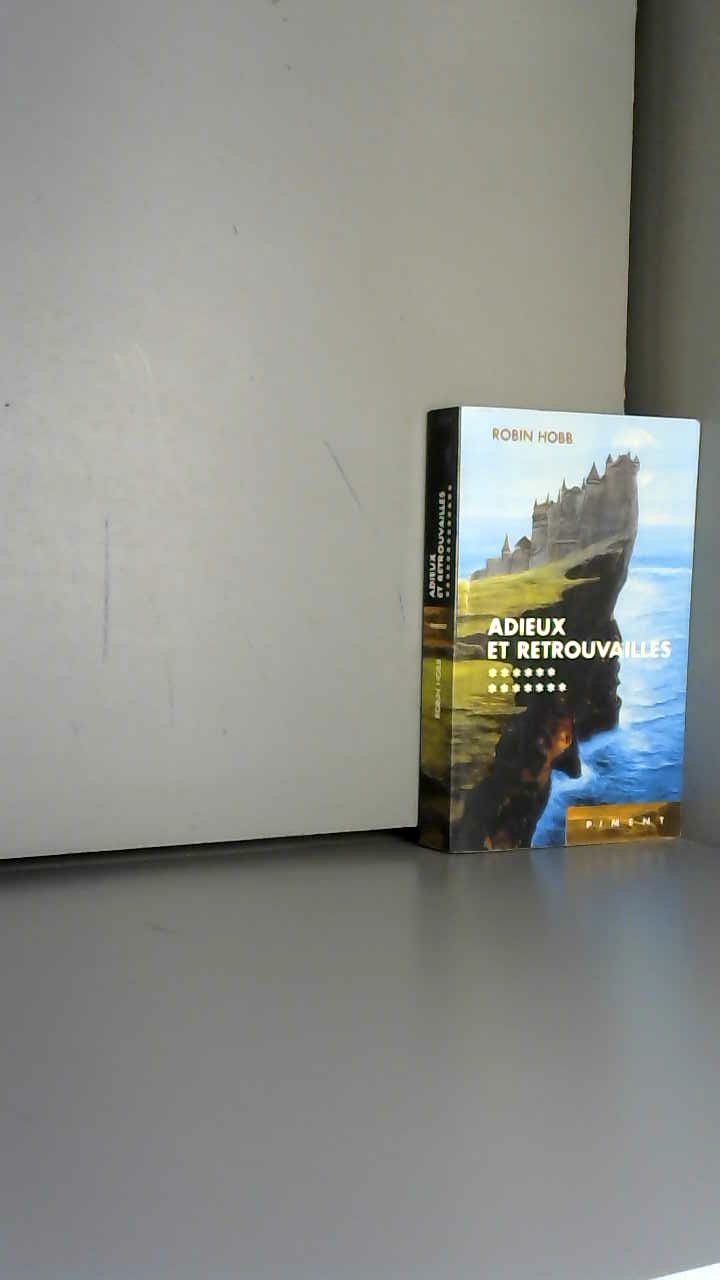 ROBIN HOBB
ADIEUX
ET RETROUVAILLES
******
*******
PIMENT
ADIEUX
ET RETROUVAILLES
*************
ROBIN HOBB